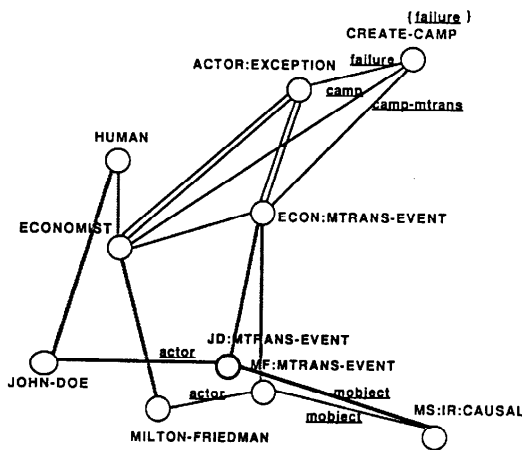 {failure }
CREATE-CAMP
ACTOR:EXCEPTION
failure
camp
camp-mtrans
HUMAN
ECONOMIST
ECON:MTRANS-EVENT
JD:MTRANS-EVENT
actor
MF:MTRANS-EVENT
JOHN-DOE
actor
mobject
mobject
MS:IR:CAUSAL
MILTON-FRIEDMAN